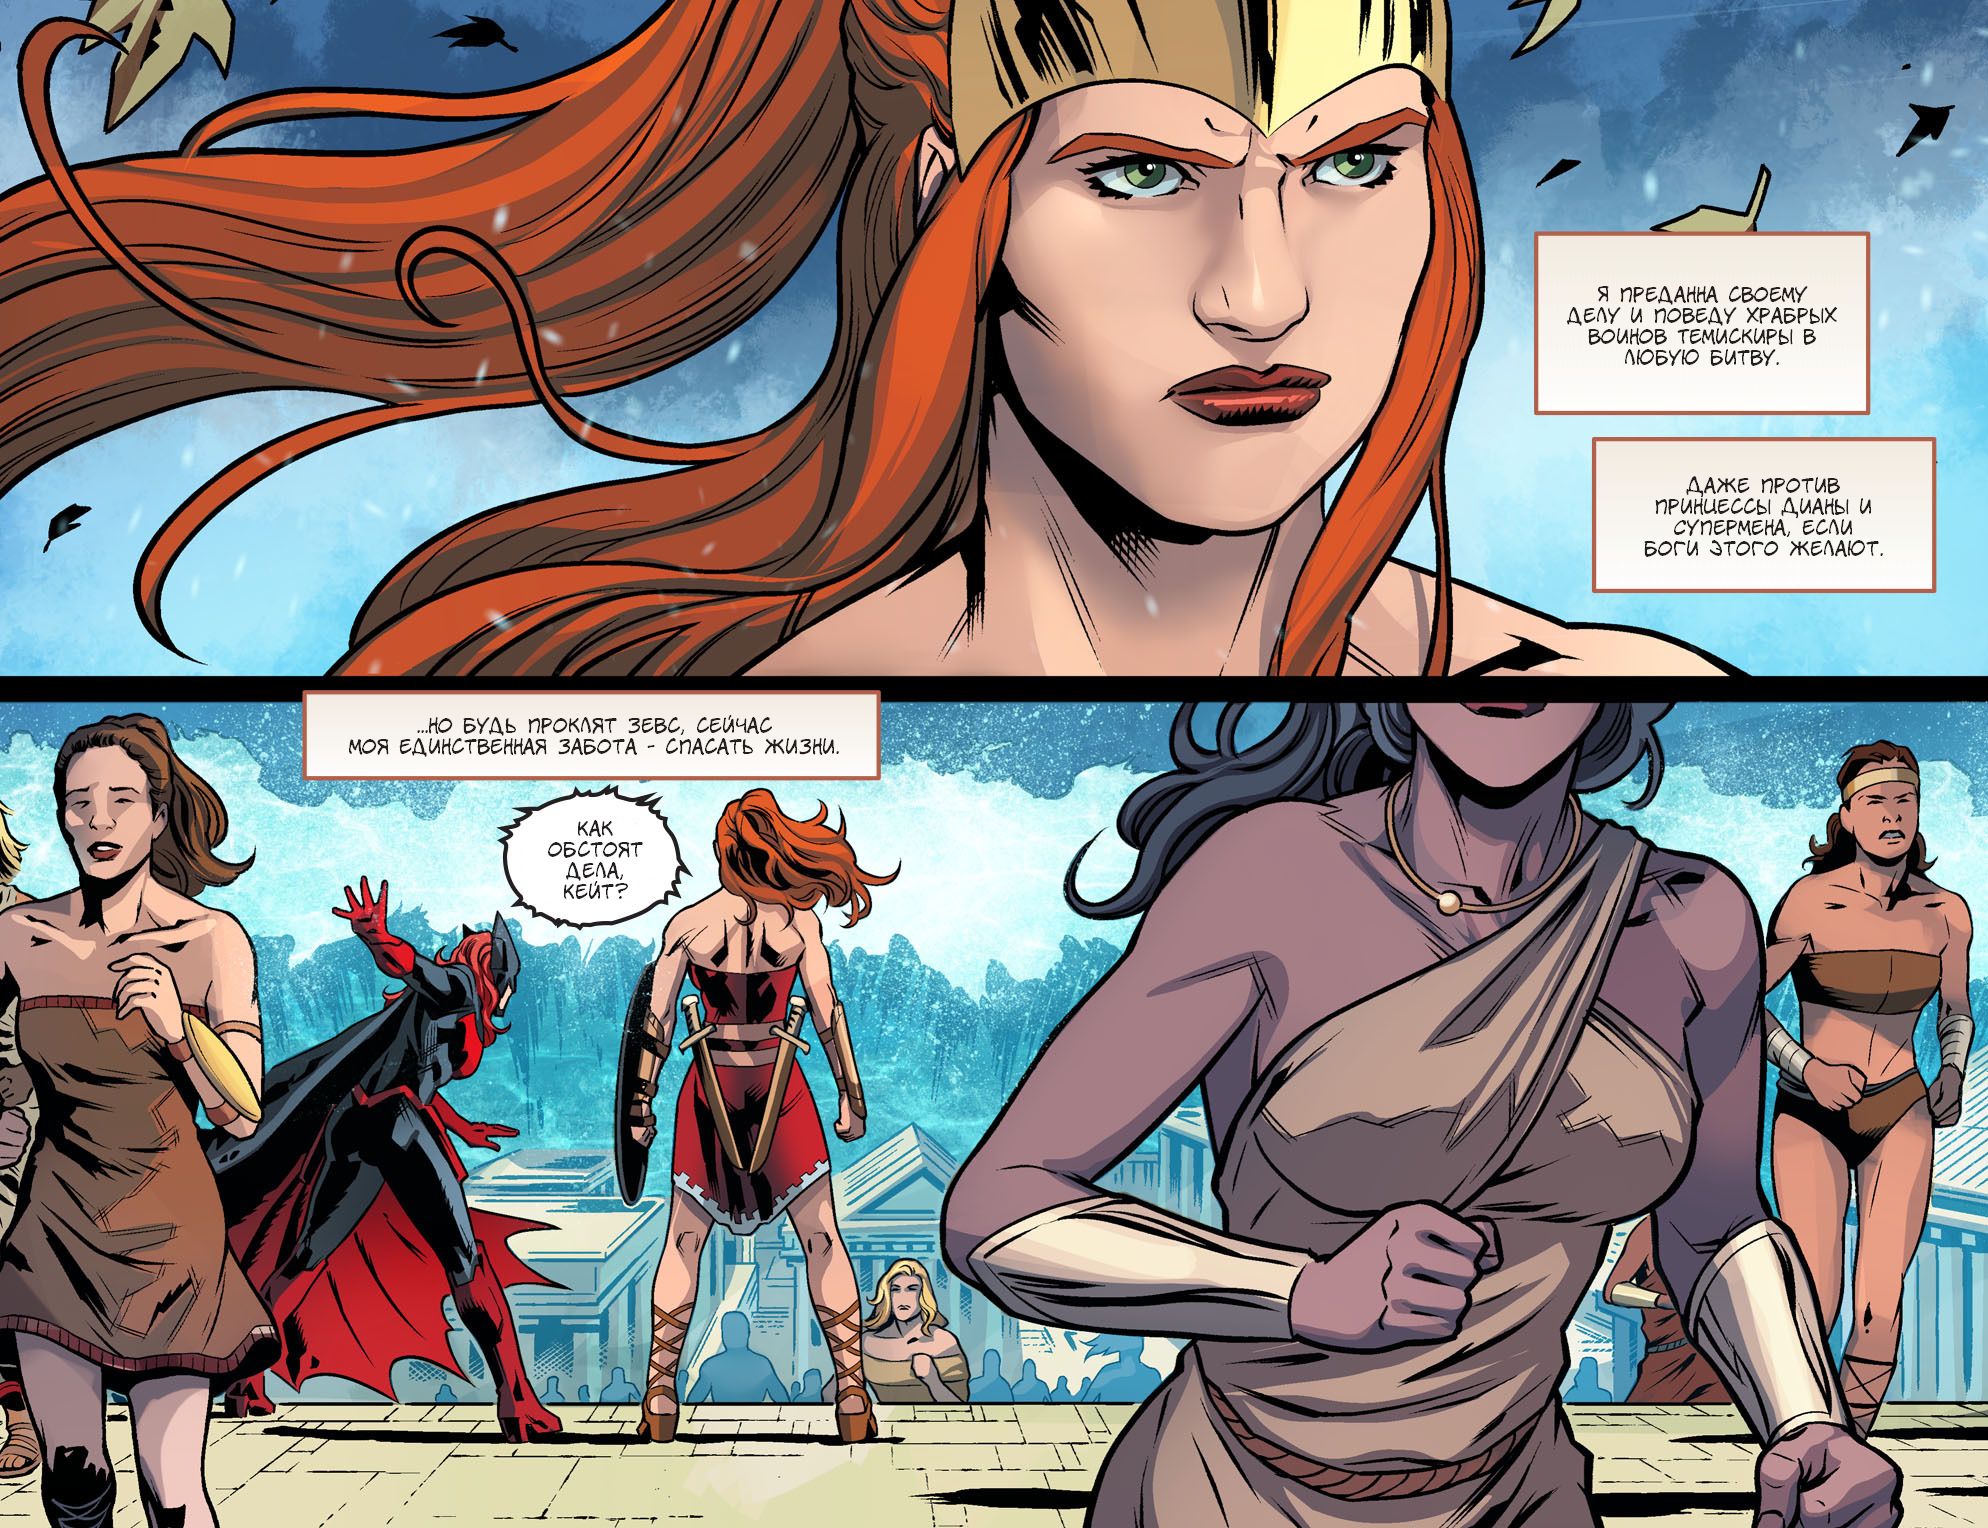 Я ПРЕДАННА СВОЕМУ
ДЕЛУ И ПОВЕДУ ХРАБРЫХ
ВОИНОВ ТЕМИСКИРЫ В
ЛЮБУЮ БИТВУ.
ДАЖЕ ПРОТИВ
ПРИНЦЕССЫ ДИАНЫ И
СУПЕРМЕНА, ЕСЛИ
БОГИ ЭТОГО ЖЕЛАЮТ.
...НО БУДЬ ПРОКЛЯТ ЗЕВС, СЕЙЧАС
МОЯ ЕДИНСТВЕННАЯ ЗАБОТА - СПАСАТЬ ЖИЗНИ.
КАК
ОБСТОЯТ
ДЕЛА,
КЕЙТ?